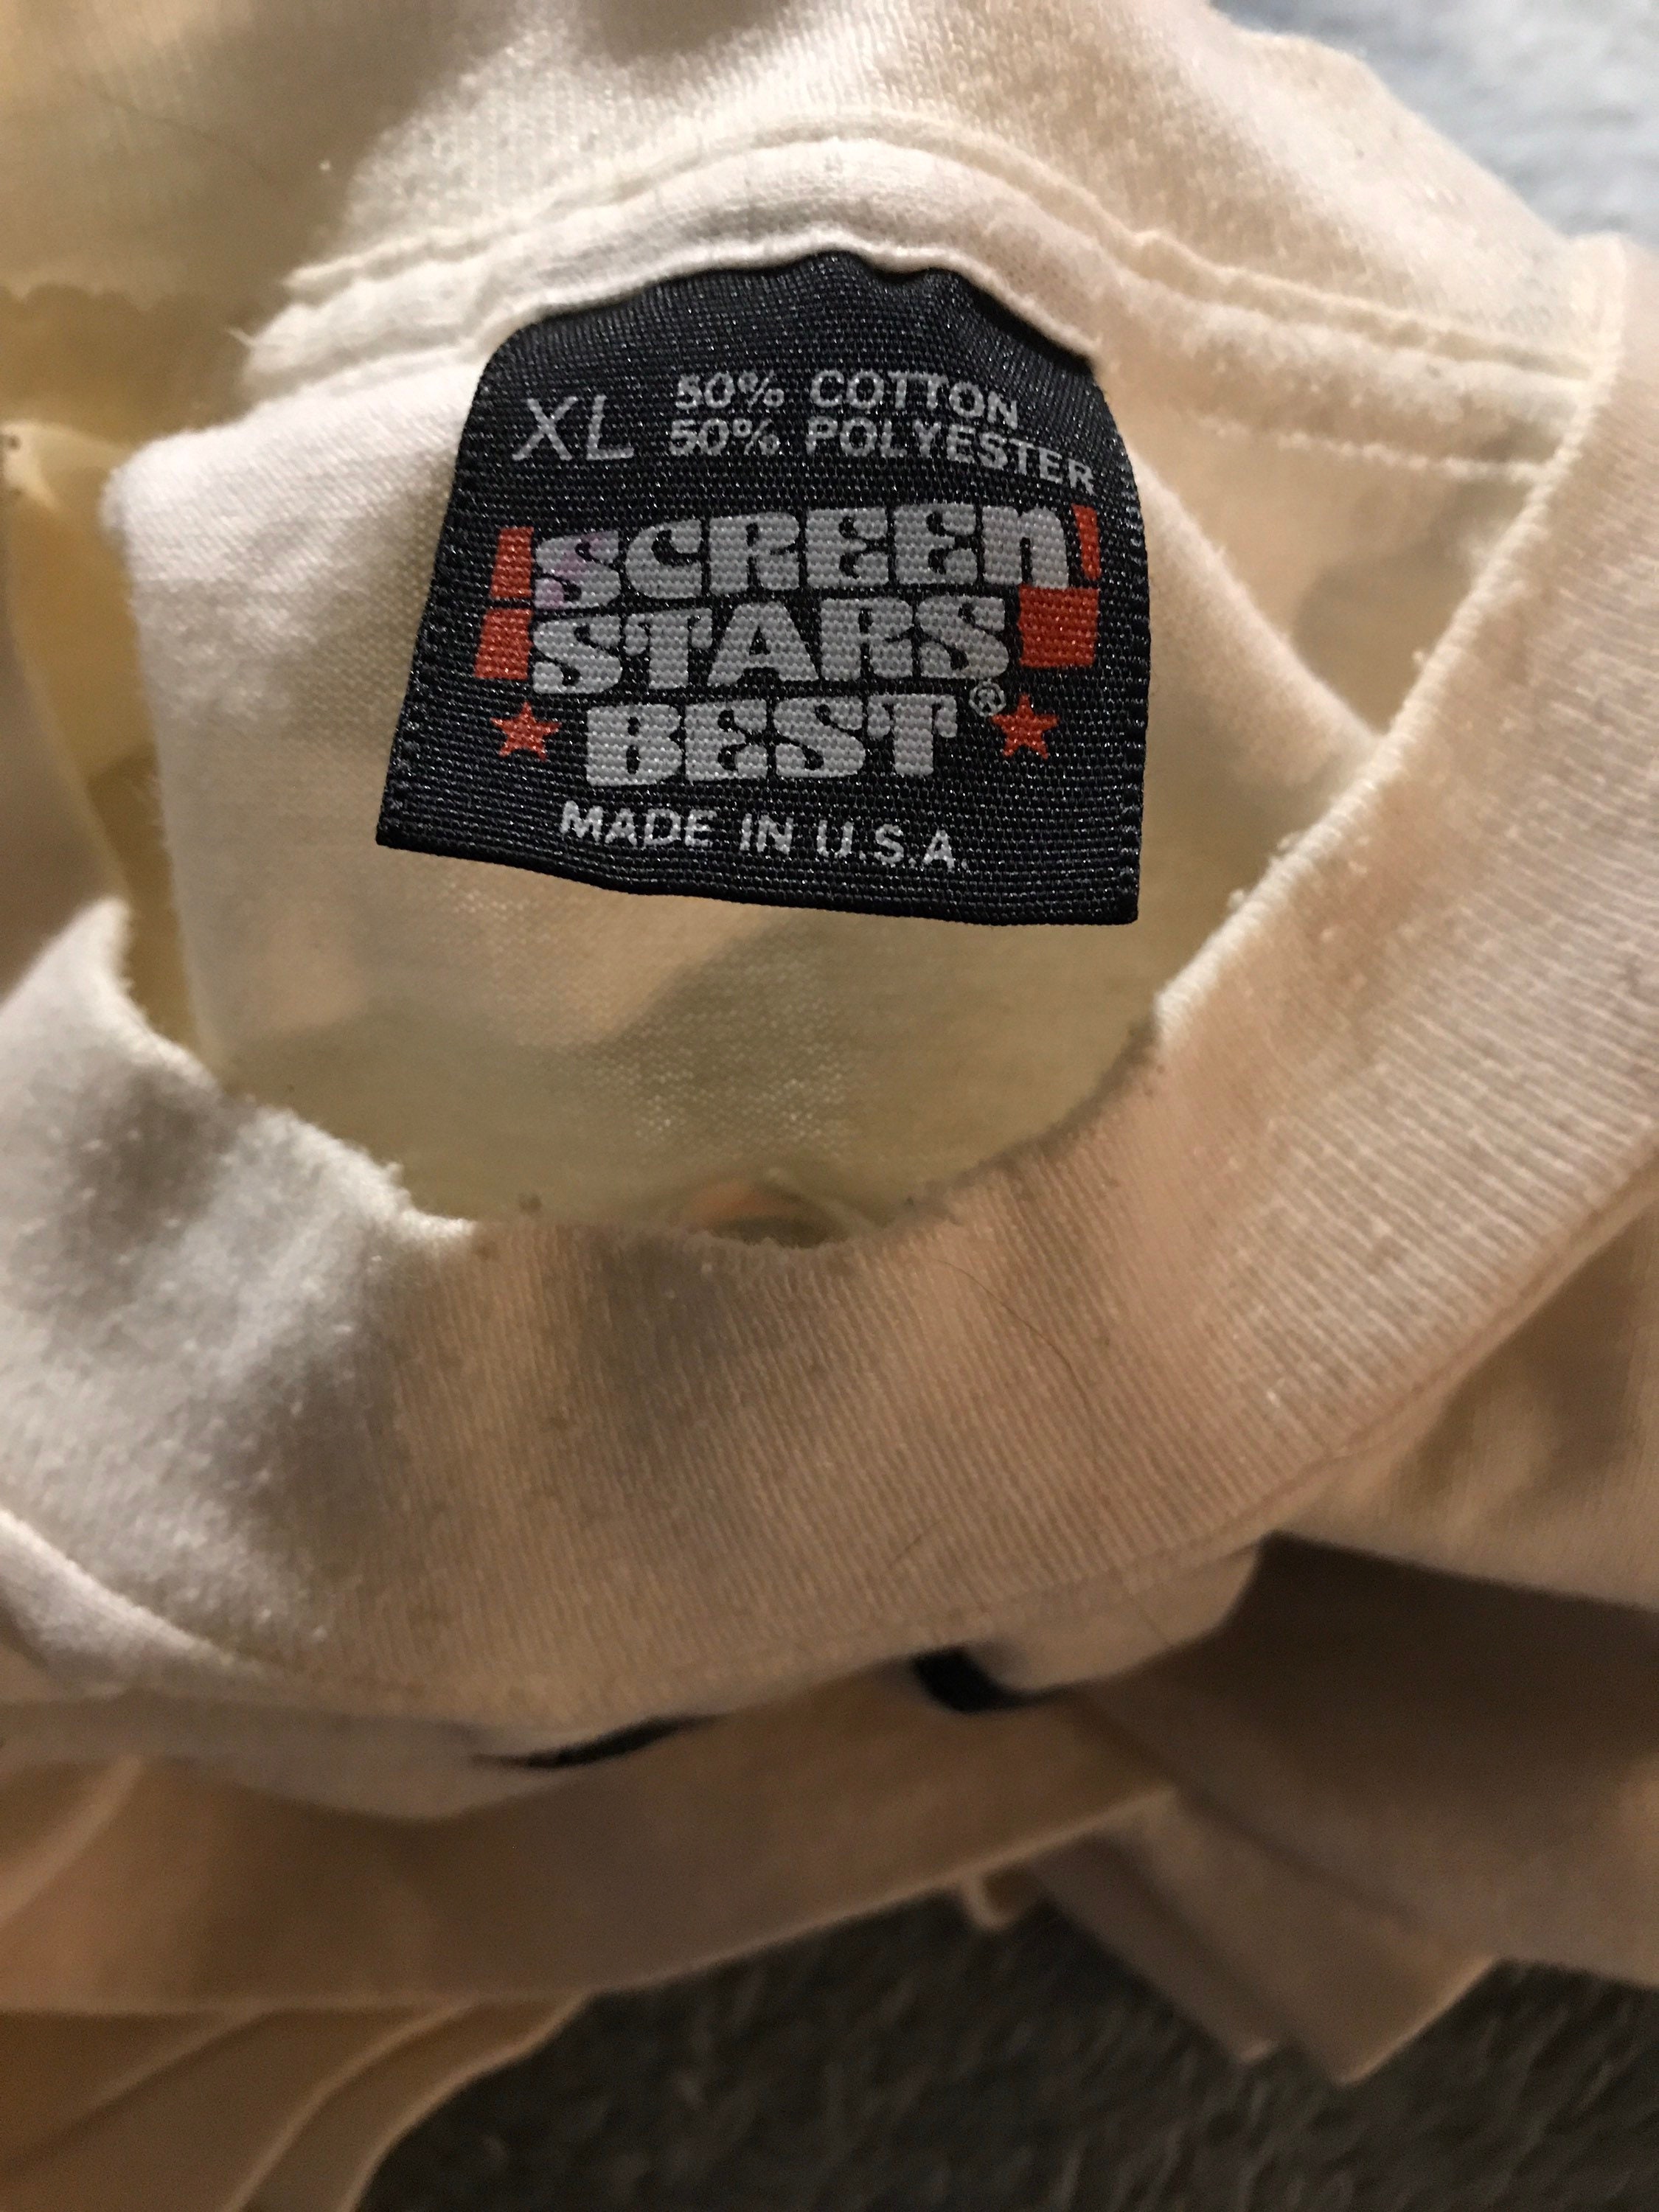 XL 50% COTTON
50% POLYESTER
SCREEn
STARS
BEST®
MADE IN U.S.A.